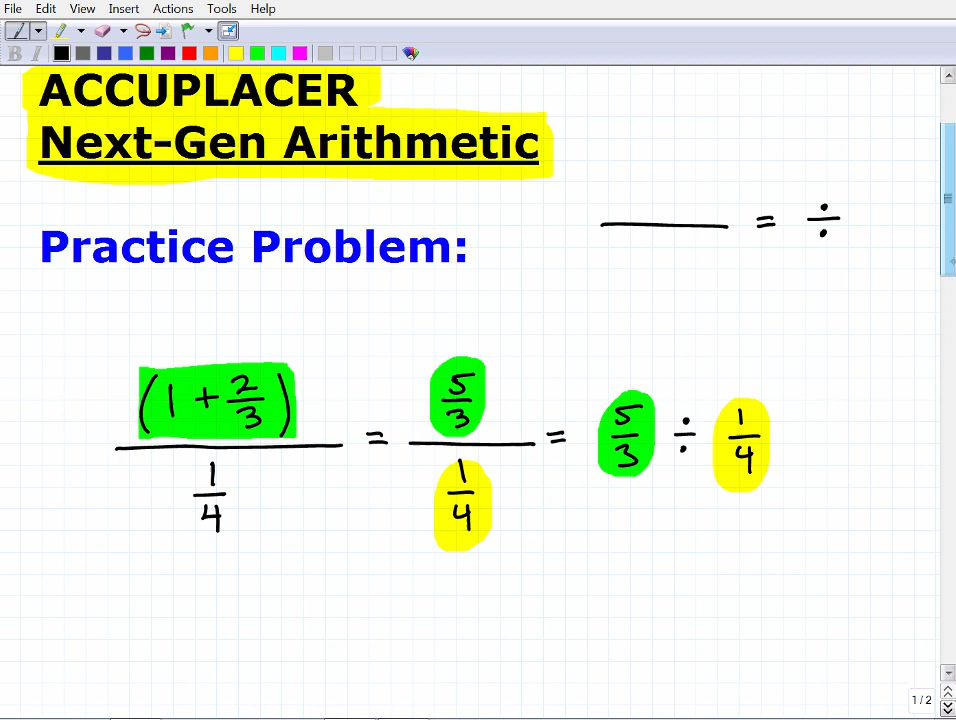 File Edit View Insert Actions Tools Help
B I
ACCUPLACER
Next-Gen Arithmetic
___ = ÷
Practice Problem:
(1 + 2/3) / (1/4) = (5/3) / (1/4) = 5/3 ÷ 1/4
1 / 2